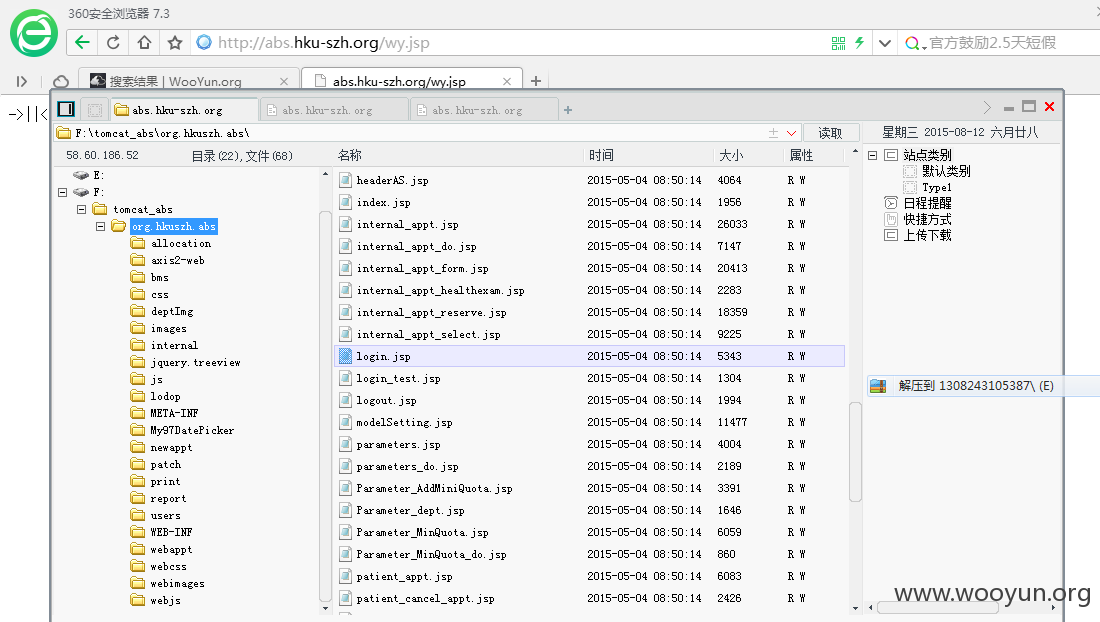 360安全浏览器 7.3
http://abs.hku-szh.org/wy.jsp
官方鼓励2.5天短假
搜索结果 | WooYun.org
abs.hku-szh.org/wy.jsp
->||<
abs.hku-szh.org
abs.hku-szh.org
abs.hku-szh.org
F:\tomcat_abs\org.hkuszh.abs\
读取
星期三 2015-08-12 六月廿八
58.60.186.52 目录(22),文件(68)
名称 时间 大小 属性
E:
F:
tomcat_abs
org.hkuszh.abs
allocation
axis2-web
bms
css
deptImg
images
internal
jquery.treeview
js
lodop
META-INF
My97DatePicker
newappt
patch
print
report
users
WEB-INF
webappt
webcss
webimages
webjs
headerAS.jsp 2015-05-04 08:50:14 4064 R W
index.jsp 2015-05-04 08:50:14 1956 R W
internal_appt.jsp 2015-05-04 08:50:14 26033 R W
internal_appt_do.jsp 2015-05-04 08:50:14 7147 R W
internal_appt_form.jsp 2015-05-04 08:50:14 20413 R W
internal_appt_healthexam.jsp 2015-05-04 08:50:14 2283 R W
internal_appt_reserve.jsp 2015-05-04 08:50:14 18359 R W
internal_appt_select.jsp 2015-05-04 08:50:14 9225 R W
login.jsp 2015-05-04 08:50:14 5343 R W
login_test.jsp 2015-05-04 08:50:14 1304 R W
logout.jsp 2015-05-04 08:50:14 1994 R W
modelSetting.jsp 2015-05-04 08:50:14 11477 R W
parameters.jsp 2015-05-04 08:50:14 4004 R W
parameters_do.jsp 2015-05-04 08:50:14 2189 R W
Parameter_AddMiniQuota.jsp 2015-05-04 08:50:14 3391 R W
Parameter_dept.jsp 2015-05-04 08:50:14 1646 R W
Parameter_MinQuota.jsp 2015-05-04 08:50:14 6059 R W
Parameter_MinQuota_do.jsp 2015-05-04 08:50:14 860 R W
patient_appt.jsp 2015-05-04 08:50:14 6083 R W
patient_cancel_appt.jsp 2015-05-04 08:50:14 2426 R W
站点类别
默认类别
Type1
日程提醒
快捷方式
上传下载
解压到 1308243105387\ (E)
www.wooyun.org